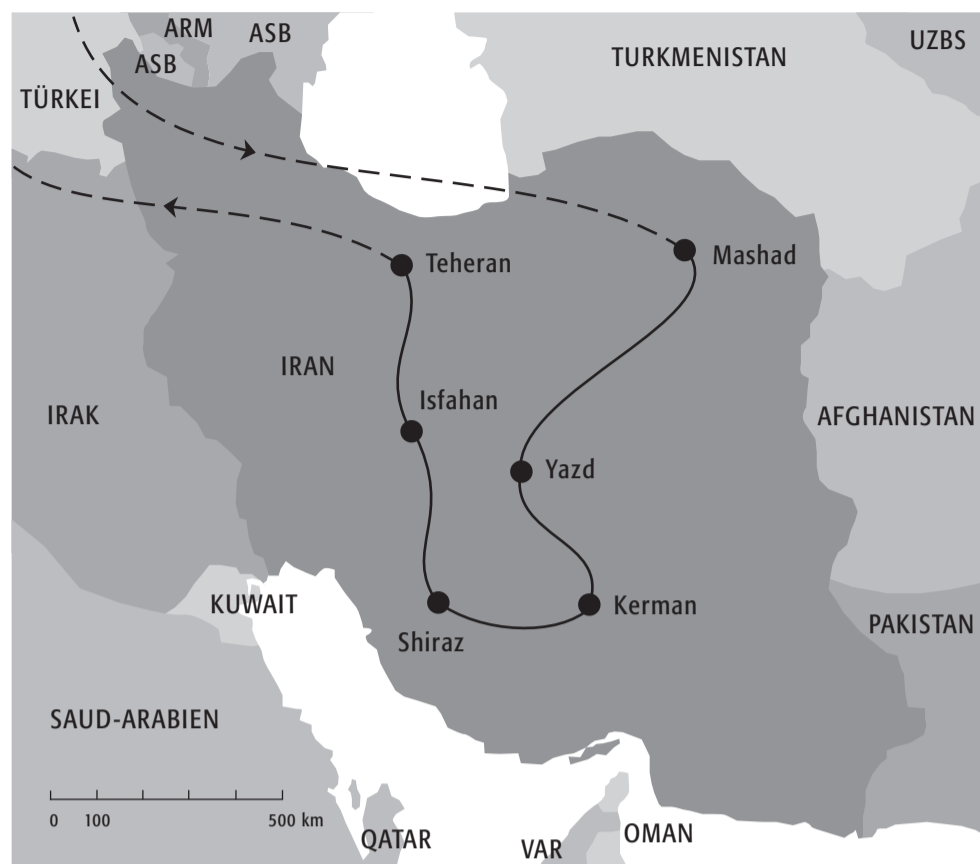 ARM
ASB
ASB
UZBS
TURKMENISTAN
TÜRKEI
Teheran
Mashad
IRAN
Isfahan
IRAK
AFGHANISTAN
Yazd
KUWAIT
Kerman
Shiraz
PAKISTAN
SAUD-ARABIEN
0 100 500 km
QATAR
VAR
OMAN